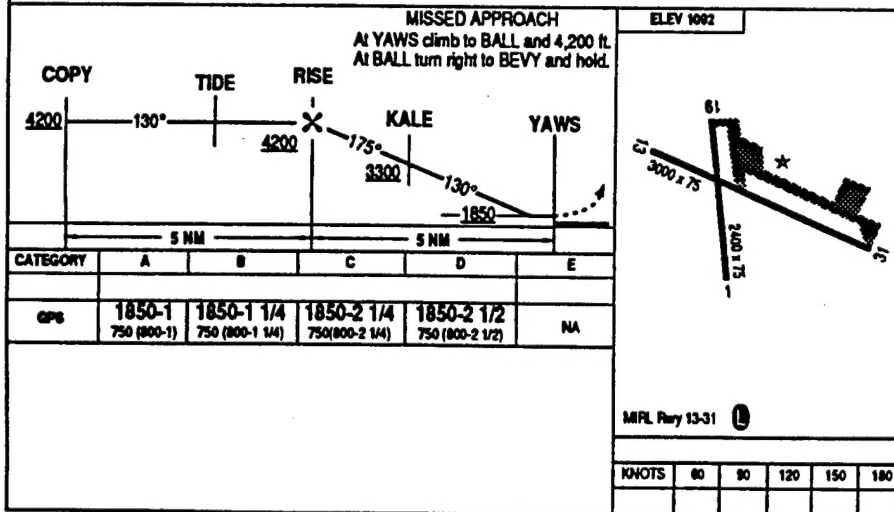 MISSED APPROACH
At YAWS climb to BALL and 4,200 ft.
At BALL turn right to BEVY and hold.
COPY
TIDE
RISE
KALE
YAWS
4200
130°
4200
175°
3300
130°
1850
5 NM
5 NM
CATEGORY A B C D E
GPS 1850-1 1850-1 1/4 1850-2 1/4 1850-2 1/2 NA
750 (800-1) 750 (800-1 1/4) 750(800-2 1/4) 750 (800-2 1/2)
ELEV 1092
19
13
3000 x 75
2400 x 75
31
1
MIRL Rwy 13-31 L
KNOTS 60 90 120 150 180